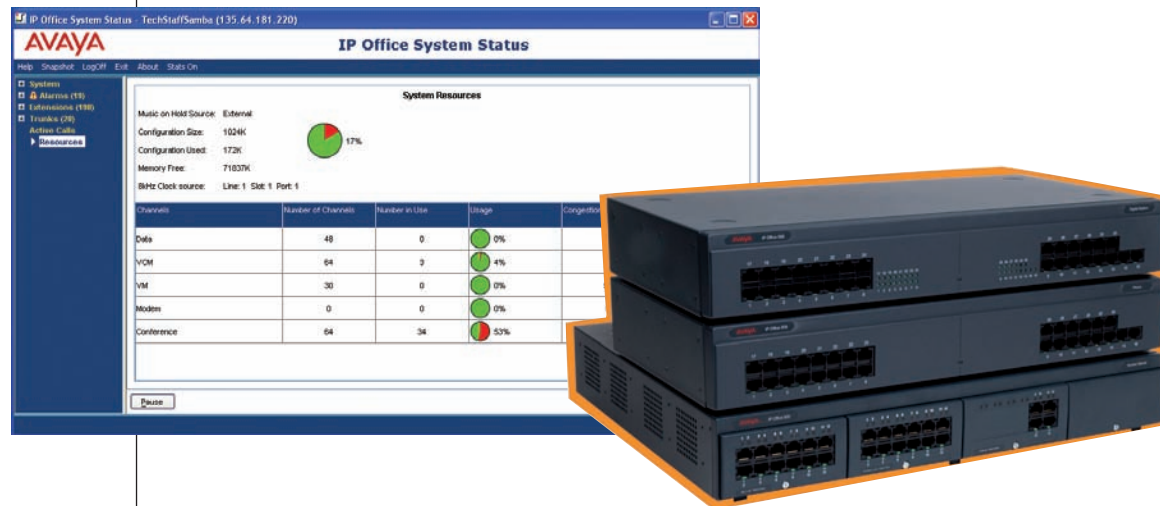 IP Office System Status - TechStaffSamba (135.64.181.220)
AVAYA
IP Office System Status
Help Snapshot LogOff Exit About Stats On
System
Alarms (19)
Extensions (198)
Trunks (28)
Active Calls
Resources
System Resources
Music on Hold Source: External
Configuration Size: 1024K
Configuration Used: 172K
17%
Memory Free: 71837K
8kHz Clock source: Line: 1 Slot: 1 Port: 1
Channels Number of Channels Number in Use Usage Congestion
Data 48 0 0%
VCM 64 3 4%
VM 30 0 0%
Modem 0 0 0%
Conference 64 34 53%
Pause
AVAYA
AVAYA
AVAYA